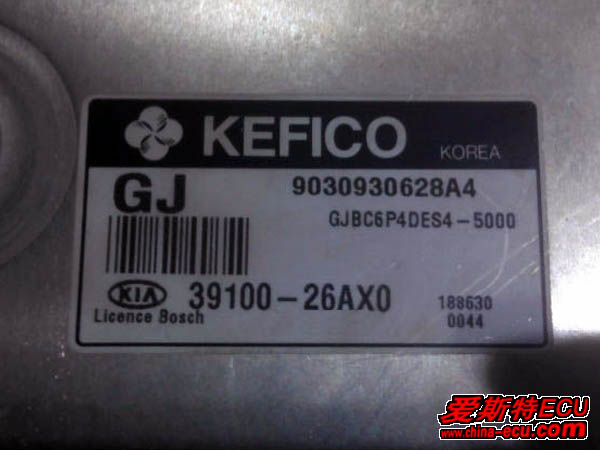 KEFICO KOREA
GJ 9030930628A4
GJBC6P4DES4-5000
KIA 39100-26AX0 188630
Licence Bosch 0044
爱斯特ECU
www.china-ecu.com